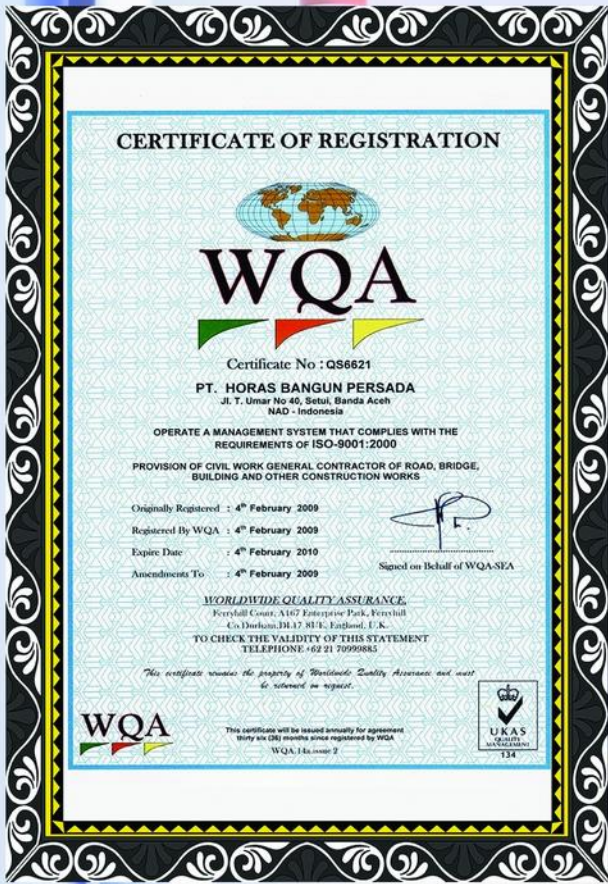 CERTIFICATE OF REGISTRATION
WQA
Certificate No : QS6621
PT. HORAS BANGUN PERSADA
Jl. T. Umar No 40, Setui, Banda Aceh
NAD - Indonesia
OPERATE A MANAGEMENT SYSTEM THAT COMPLIES WITH THE
REQUIREMENTS OF ISO-9001:2000
PROVISION OF CIVIL WORK GENERAL CONTRACTOR OF ROAD, BRIDGE,
BUILDING AND OTHER CONSTRUCTION WORKS
Originally Registered : 4th February 2009
Registered By WQA : 4th February 2009
Expire Date : 4th February 2010
Amendments To : 4th February 2009
Signed on Behalf of WQA-SEA
WORLDWIDE QUALITY ASSURANCE,
Ferryhill Court, A167 Enterprise Park, Ferryhill
Co Durham, DL17 8UE, England, U.K.
TO CHECK THE VALIDITY OF THIS STATEMENT
TELEPHONE +62 21 70999885
This certificate remains the property of Worldwide Quality Assurance and must
be returned on request.
WQA
This certificate will be issued annually for agreement
thirty six (36) months since registered by WQA
WQA.14a.issue 2
UKAS
QUALITY
MANAGEMENT
134